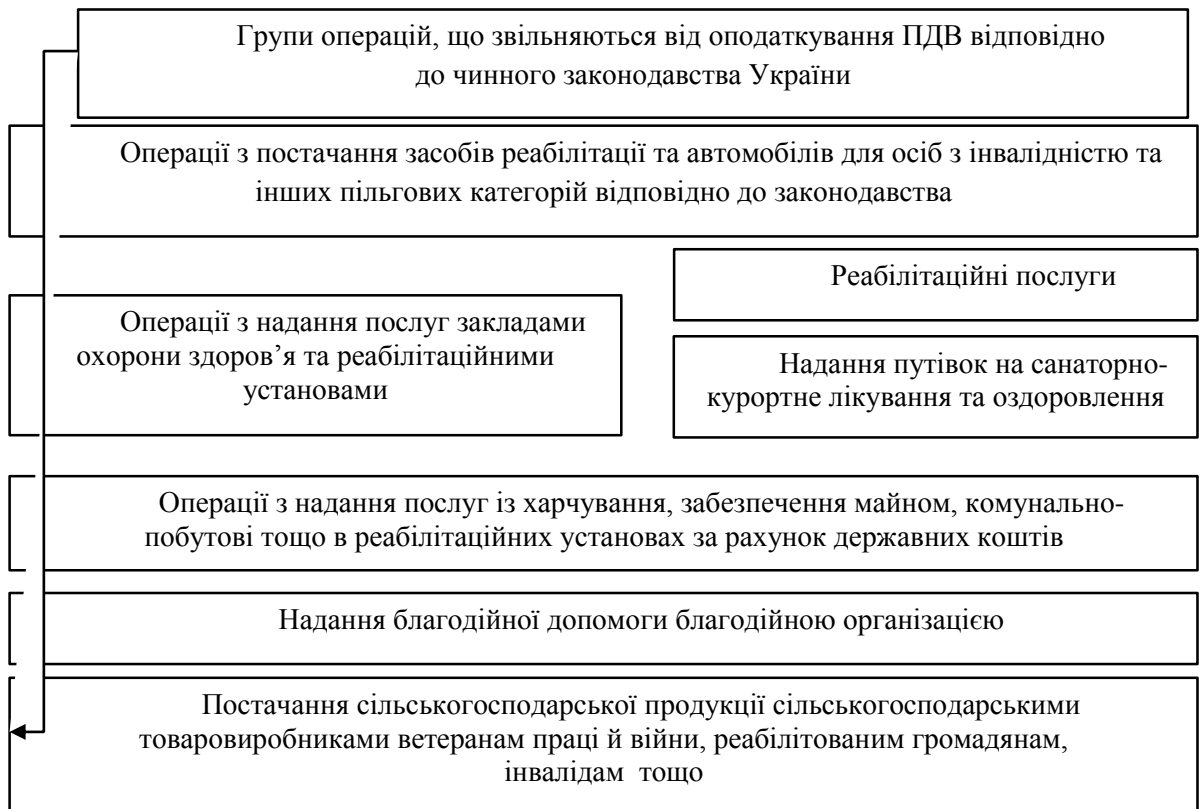 Групи операцій, що звільняються від оподаткування ПДВ відповідно
до чинного законодавства України
Операції з постачання засобів реабілітації та автомобілів для осіб з інвалідністю та
інших пільгових категорій відповідно до законодавства
Операції з надання послуг закладами
охорони здоров’я та реабілітаційними
установами
Реабілітаційні послуги
Надання путівок на санаторно-
курортне лікування та оздоровлення
Операції з надання послуг із харчування, забезпечення майном, комунально-
побутові тощо в реабілітаційних установах за рахунок державних коштів
Надання благодійної допомоги благодійною організацією
Постачання сільськогосподарської продукції сільськогосподарськими
товаровиробниками ветеранам праці й війни, реабілітованим громадянам,
інвалідам тощо